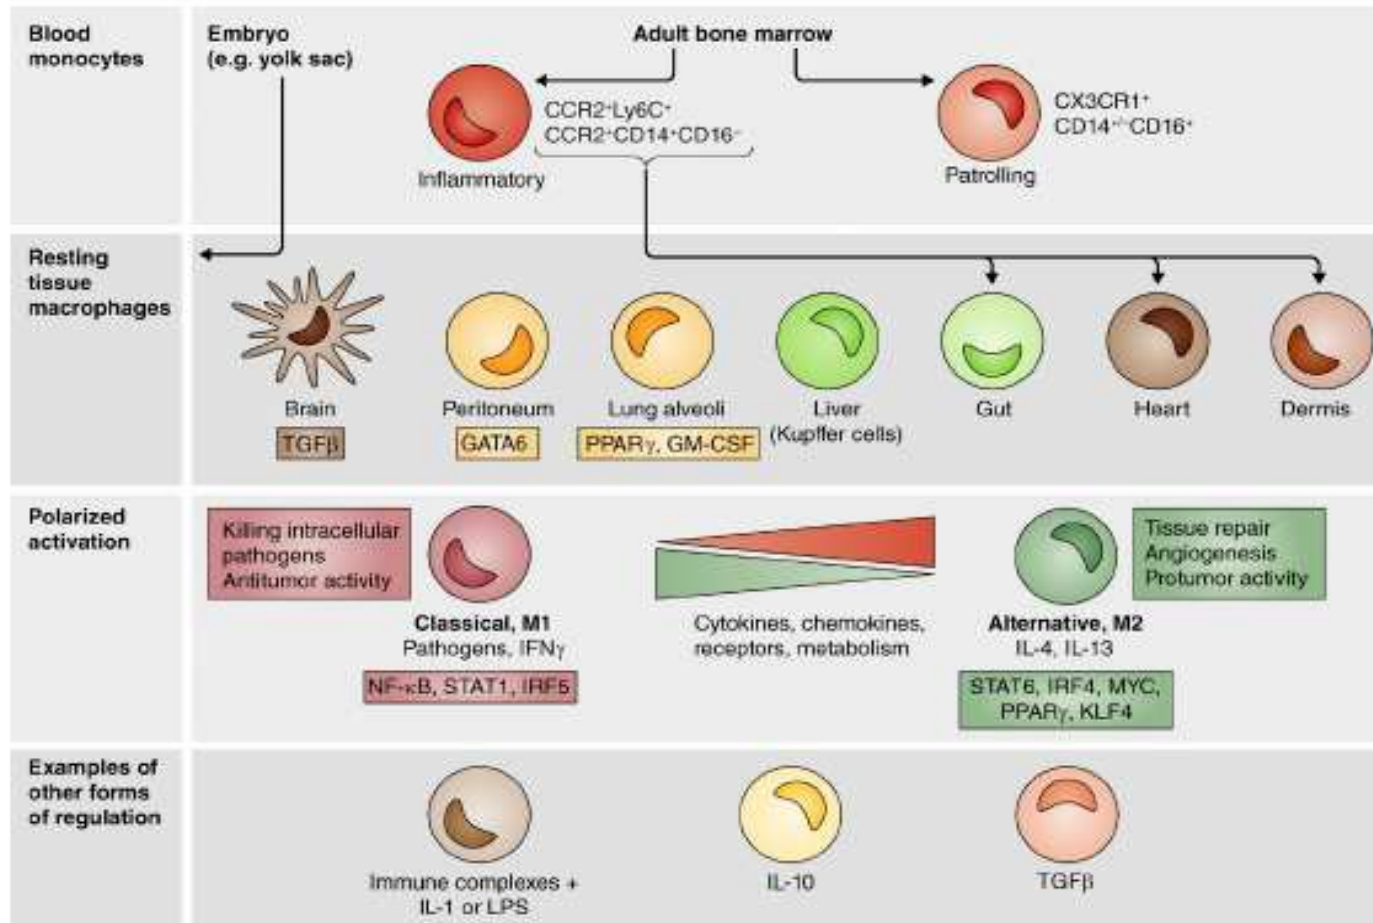 Blood
monocytes
Embryo
(e.g. yolk sac)
Adult bone marrow
CCR2⁺Ly6C⁺
CCR2⁺CD14⁺CD16⁻
Inflammatory
CX3CR1⁺
CD14⁺/⁻CD16⁺
Patrolling
Resting
tissue
macrophages
Brain
TGFβ
Peritoneum
GATA6
Lung alveoli
PPARγ, GM-CSF
Liver
(Kupffer cells)
Gut
Heart
Dermis
Polarized
activation
Killing intracellular
pathogens
Antitumor activity
Classical, M1
Pathogens, IFNγ
NF-κB, STAT1, IRF5
Cytokines, chemokines,
receptors, metabolism
Tissue repair
Angiogenesis
Protumor activity
Alternative, M2
IL-4, IL-13
STAT6, IRF4, MYC,
PPARγ, KLF4
Examples of
other forms
of regulation
Immune complexes +
IL-1 or LPS
IL-10
TGFβ